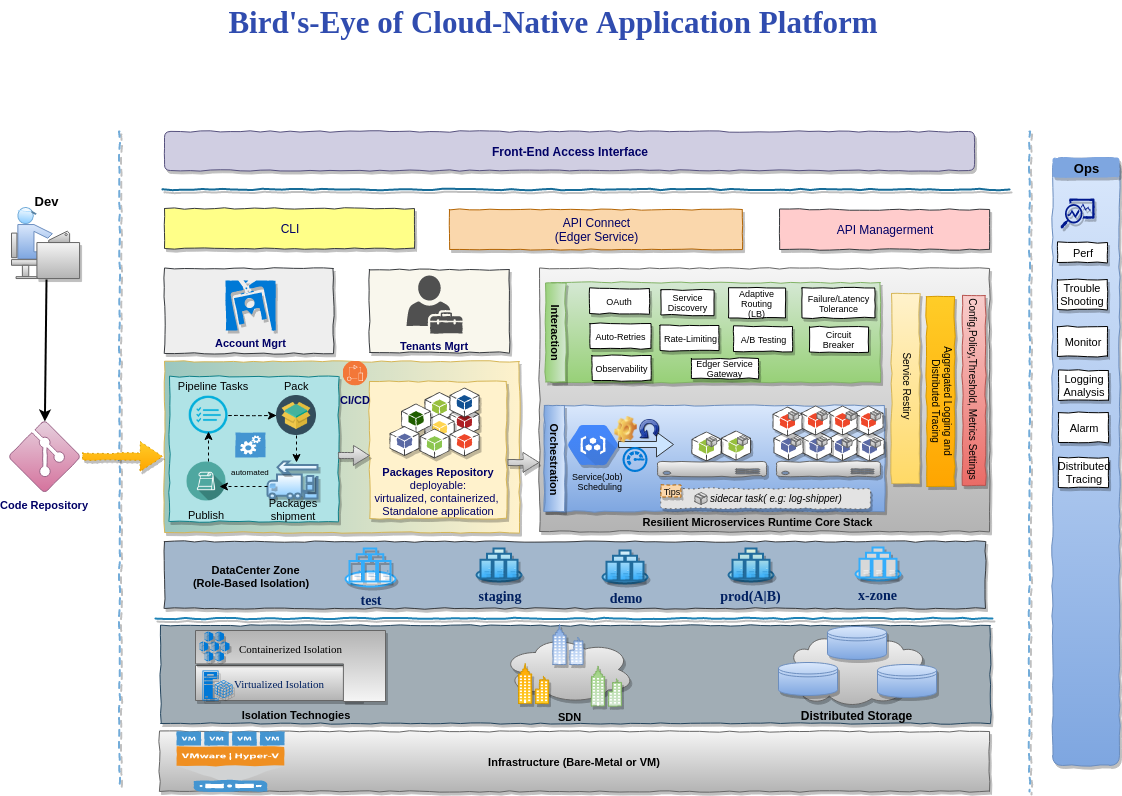 Bird's-Eye of Cloud-Native Application Platform
Front-End Access Interface
Dev
Code Repository
CLI
API Connect
(Edger Service)
API Managerment
Account Mgrt
Tenants Mgrt
CI/CD
Pipeline Tasks
Pack
automated
Publish
Packages
shipment
Packages Repository
deployable:
virtualized, containerized,
Standalone application
Interaction
OAuth
Service
Discovery
Adaptive
Routing
(LB)
Failure/Latency
Tolerance
Auto-Retries
Rate-Limiting
A/B Testing
Circuit
Breaker
Observability
Edger Service
Gateway
Orchestration
Service(Job)
Scheduling
Tips
sidecar task( e.g: log-shipper)
Resilient Microservices Runtime Core Stack
Service Restiry
Aggregated Logging and
Distributed Tracing
Config,Policy,Threshold, Metrics Settings
DataCenter Zone
(Role-Based Isolation)
test
staging
demo
prod(A|B)
x-zone
Containerized Isolation
Virtualized Isolation
Isolation Technogies
SDN
Distributed Storage
VM
VM
VM
VM
VMware | Hyper-V
Infrastructure (Bare-Metal or VM)
Ops
Perf
Trouble
Shooting
Monitor
Logging
Analysis
Alarm
Distributed
Tracing